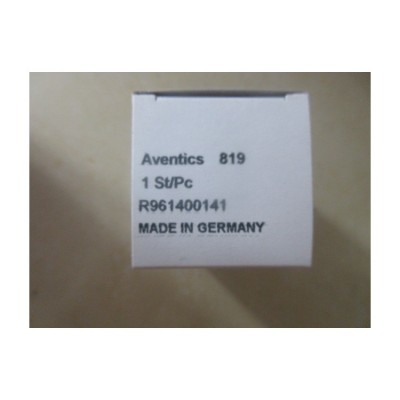 Aventics 819
1 St/Pc
R961400141
MADE IN GERMANY